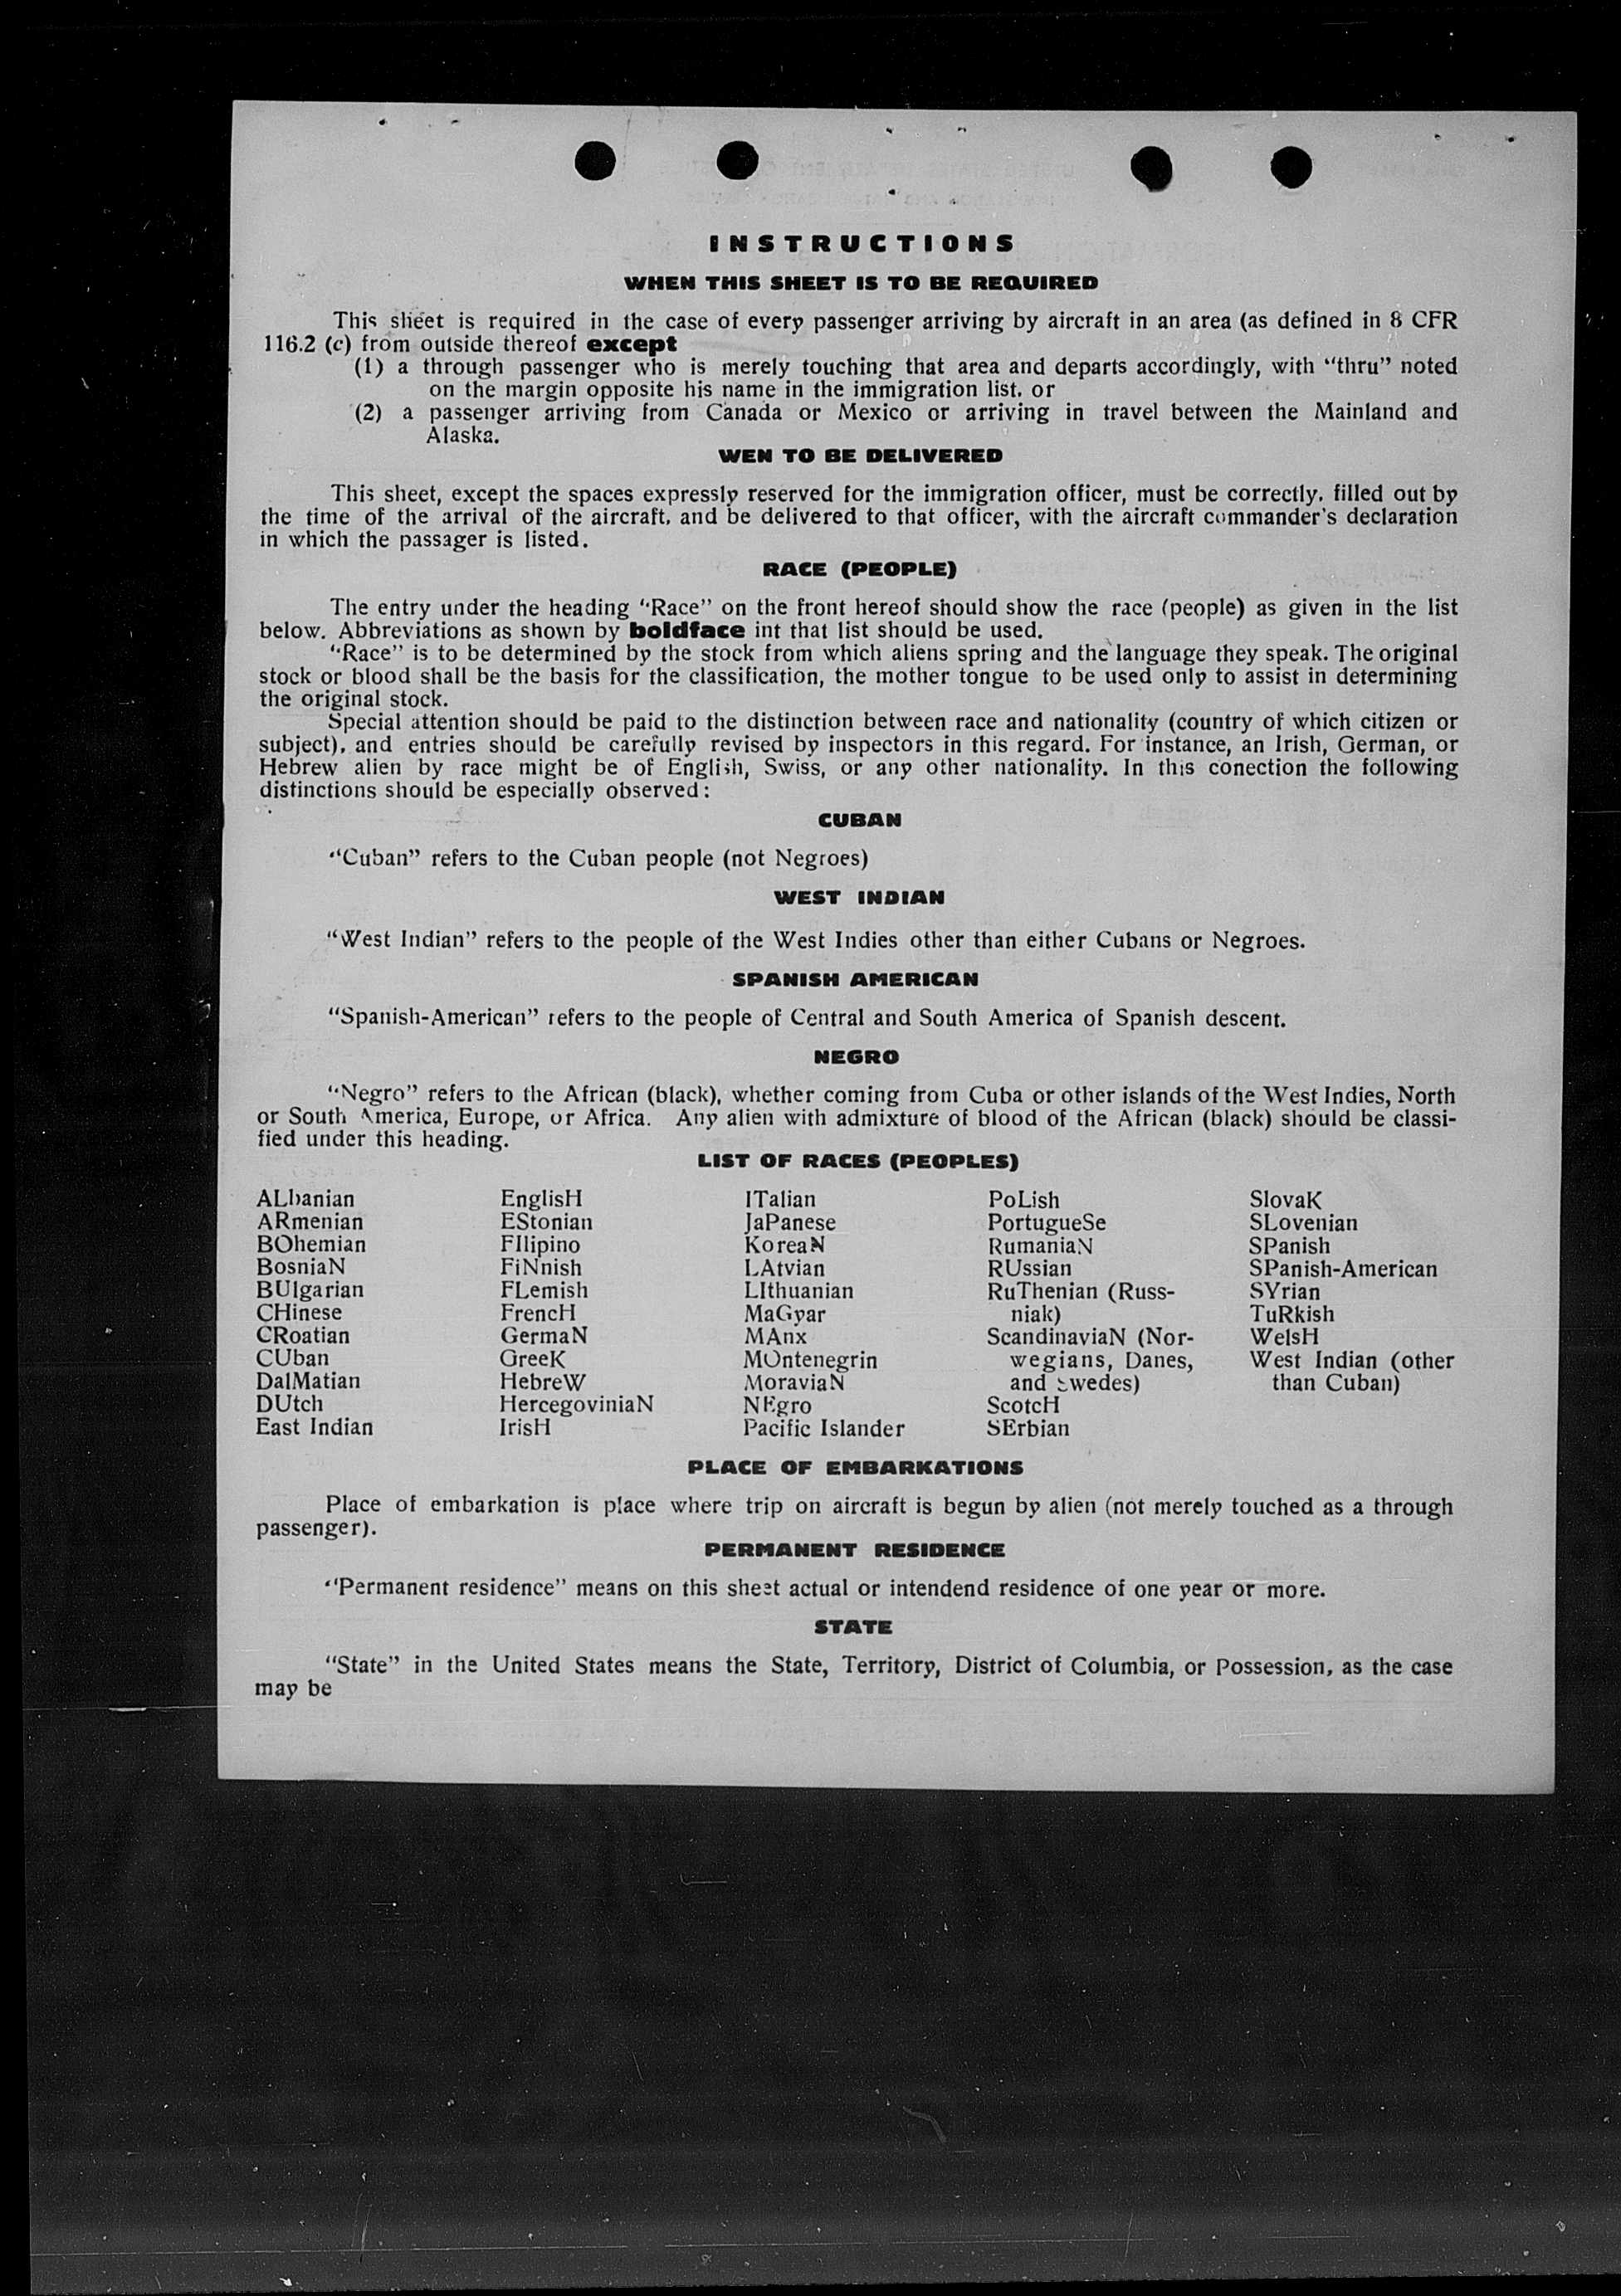 INSTRUCTIONS
WHEN THIS SHEET IS TO BE REQUIRED
This sheet is required in the case of every passenger arriving by aircraft in an area (as defined in 8 CFR
116.2 (c) from outside thereof except
(1) a through passenger who is merely touching that area and departs accordingly, with "thru" noted
on the margin opposite his name in the immigration list, or
(2) a passenger arriving from Canada or Mexico or arriving in travel between the Mainland and
Alaska.
WEN TO BE DELIVERED
This sheet, except the spaces expressly reserved for the immigration officer, must be correctly. filled out by
the time of the arrival of the aircraft, and be delivered to that officer, with the aircraft commander's declaration
in which the passager is listed.
RACE (PEOPLE)
The entry under the heading "Race" on the front hereof should show the race (people) as given in the list
below. Abbreviations as shown by boldface int that list should be used.
"Race" is to be determined by the stock from which aliens spring and the language they speak. The original
stock or blood shall be the basis for the classification, the mother tongue to be used only to assist in determining
the original stock.
Special attention should be paid to the distinction between race and nationality (country of which citizen or
subject), and entries should be carefully revised by inspectors in this regard. For instance, an Irish, German, or
Hebrew alien by race might be of English, Swiss, or any other nationality. In this conection the following
distinctions should be especially observed:
CUBAN
"Cuban" refers to the Cuban people (not Negroes)
WEST INDIAN
"West Indian" refers to the people of the West Indies other than either Cubans or Negroes.
SPANISH AMERICAN
"Spanish-American" refers to the people of Central and South America of Spanish descent.
NEGRO
"Negro" refers to the African (black), whether coming from Cuba or other islands of the West Indies, North
or South America, Europe, or Africa. Any alien with admixture of blood of the African (black) should be classi-
fied under this heading.
LIST OF RACES (PEOPLES)
ALbanian
ARmenian
BOhemian
BosniaN
BUlgarian
CHinese
CRoatian
CUban
DalMatian
DUtch
East Indian
EnglisH
EStonian
FIlipino
FiNnish
FLemish
FrencH
GermaN
GreeK
HebreW
HercegoviniaN
IrisH
ITalian
JaPanese
KoreaN
LAtvian
LIthuanian
MaGyar
MAnx
MOntenegrin
MoraviaN
NEgro
Pacific Islander
PoLish
PortugueSe
RumaniaN
RUssian
RuThenian (Russ-
niak)
ScandinaviaN (Nor-
wegians, Danes,
and Swedes)
ScotcH
SErbian
SlovaK
SLovenian
SPanish
SPanish-American
SYrian
TuRkish
WelsH
West Indian (other
than Cuban)
PLACE OF EMBARKATIONS
Place of embarkation is place where trip on aircraft is begun by alien (not merely touched as a through
passenger).
PERMANENT RESIDENCE
"Permanent residence" means on this sheet actual or intendend residence of one year or more.
STATE
"State" in the United States means the State, Territory, District of Columbia, or Possession, as the case
may be